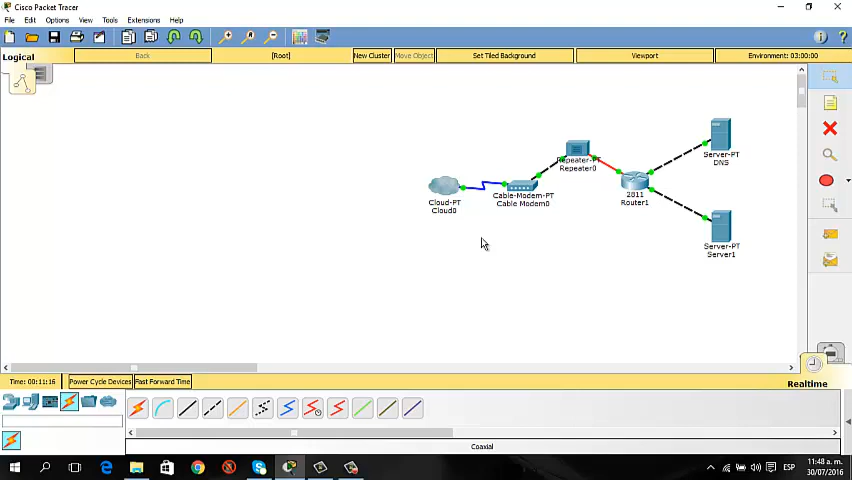 Cisco Packet Tracer
File Edit Options View Tools Extensions Help
Logical Back [Root] New Cluster Move Object Set Tiled Background Viewport Environment: 03:00:00
Server-PT
DNS
Repeater-PT
Repeater0
Cloud-PT
Cloud0
Cable-Modem-PT
Cable Modem0
2811
Router1
Server-PT
Server1
Time: 00:11:16 Power Cycle Devices Fast Forward Time
Realtime
Coaxial
ESP
11:48 a. m.
30/07/2016